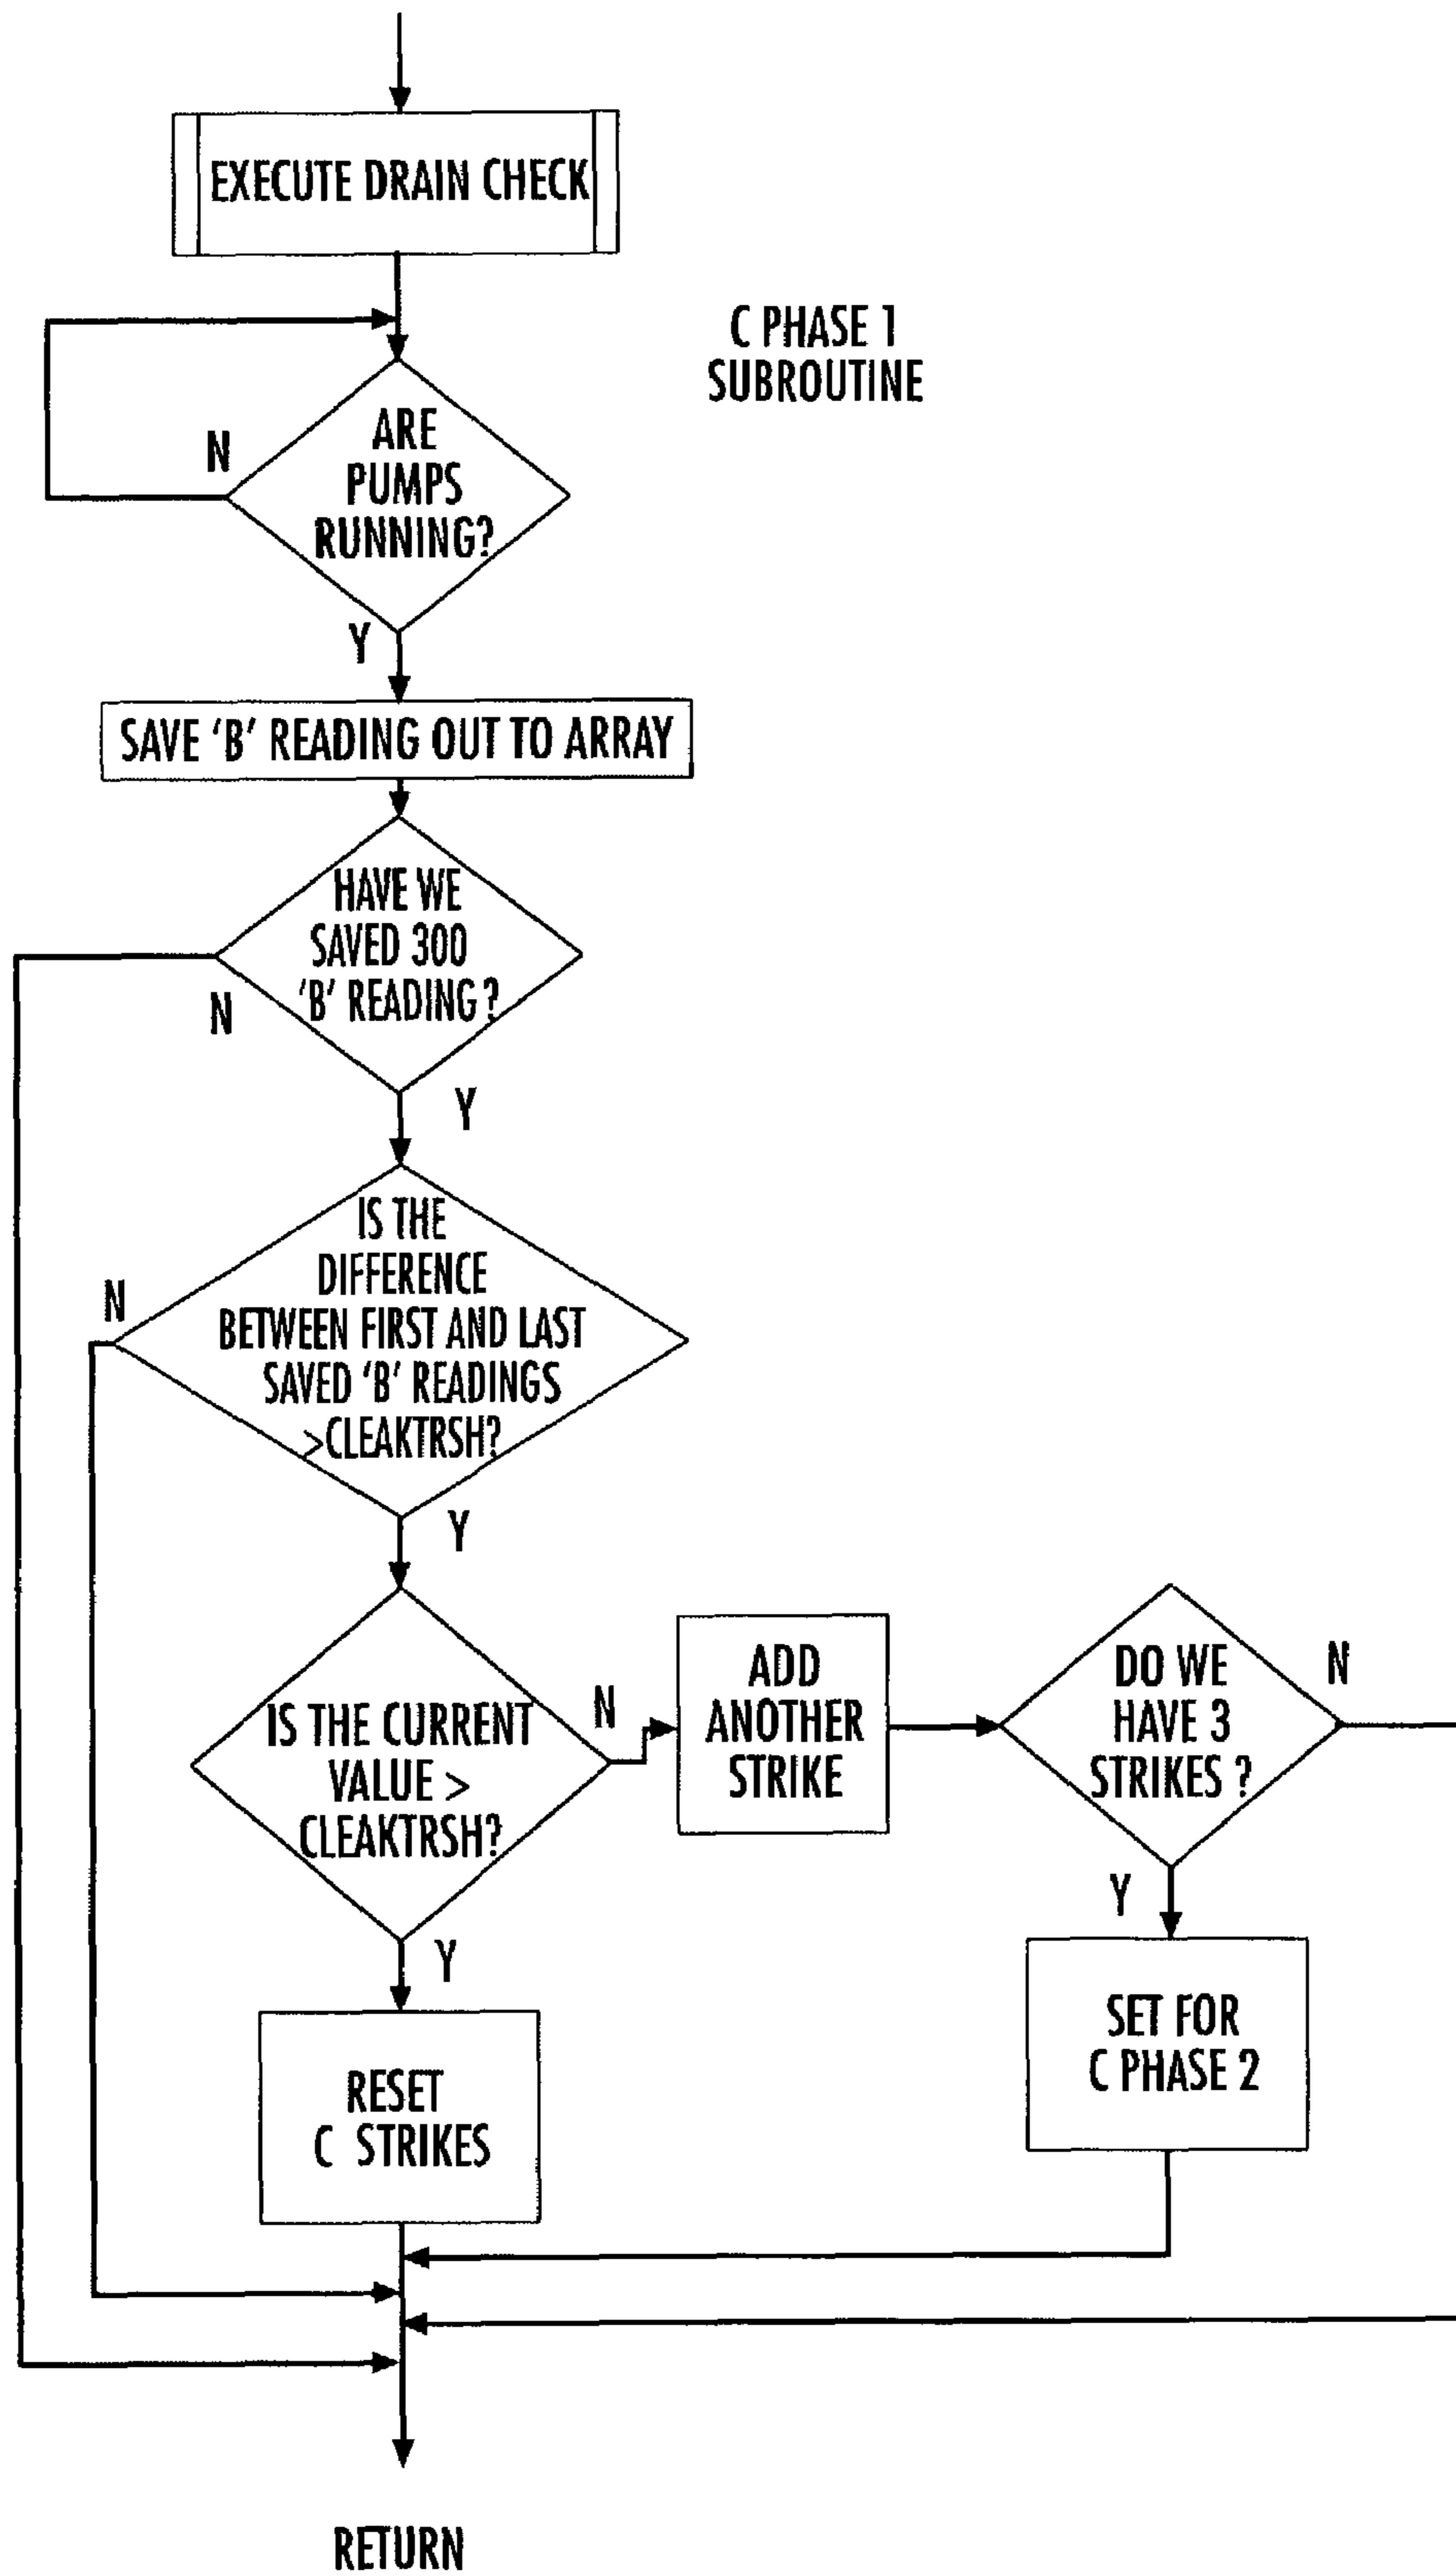 EXECUTE DRAIN CHECK
C PHASE 1
SUBROUTINE
ARE
PUMPS
RUNNING?
N
Y
SAVE 'B' READING OUT TO ARRAY
HAVE WE
SAVED 300
'B' READING?
N
Y
IS THE
DIFFERENCE
BETWEEN FIRST AND LAST
SAVED 'B' READINGS
>CLEAKTRSH?
N
Y
IS THE CURRENT
VALUE >
CLEAKTRSH?
N
ADD
ANOTHER
STRIKE
DO WE
HAVE 3
STRIKES ?
N
Y
Y
SET FOR
C PHASE 2
RESET
C STRIKES
RETURN